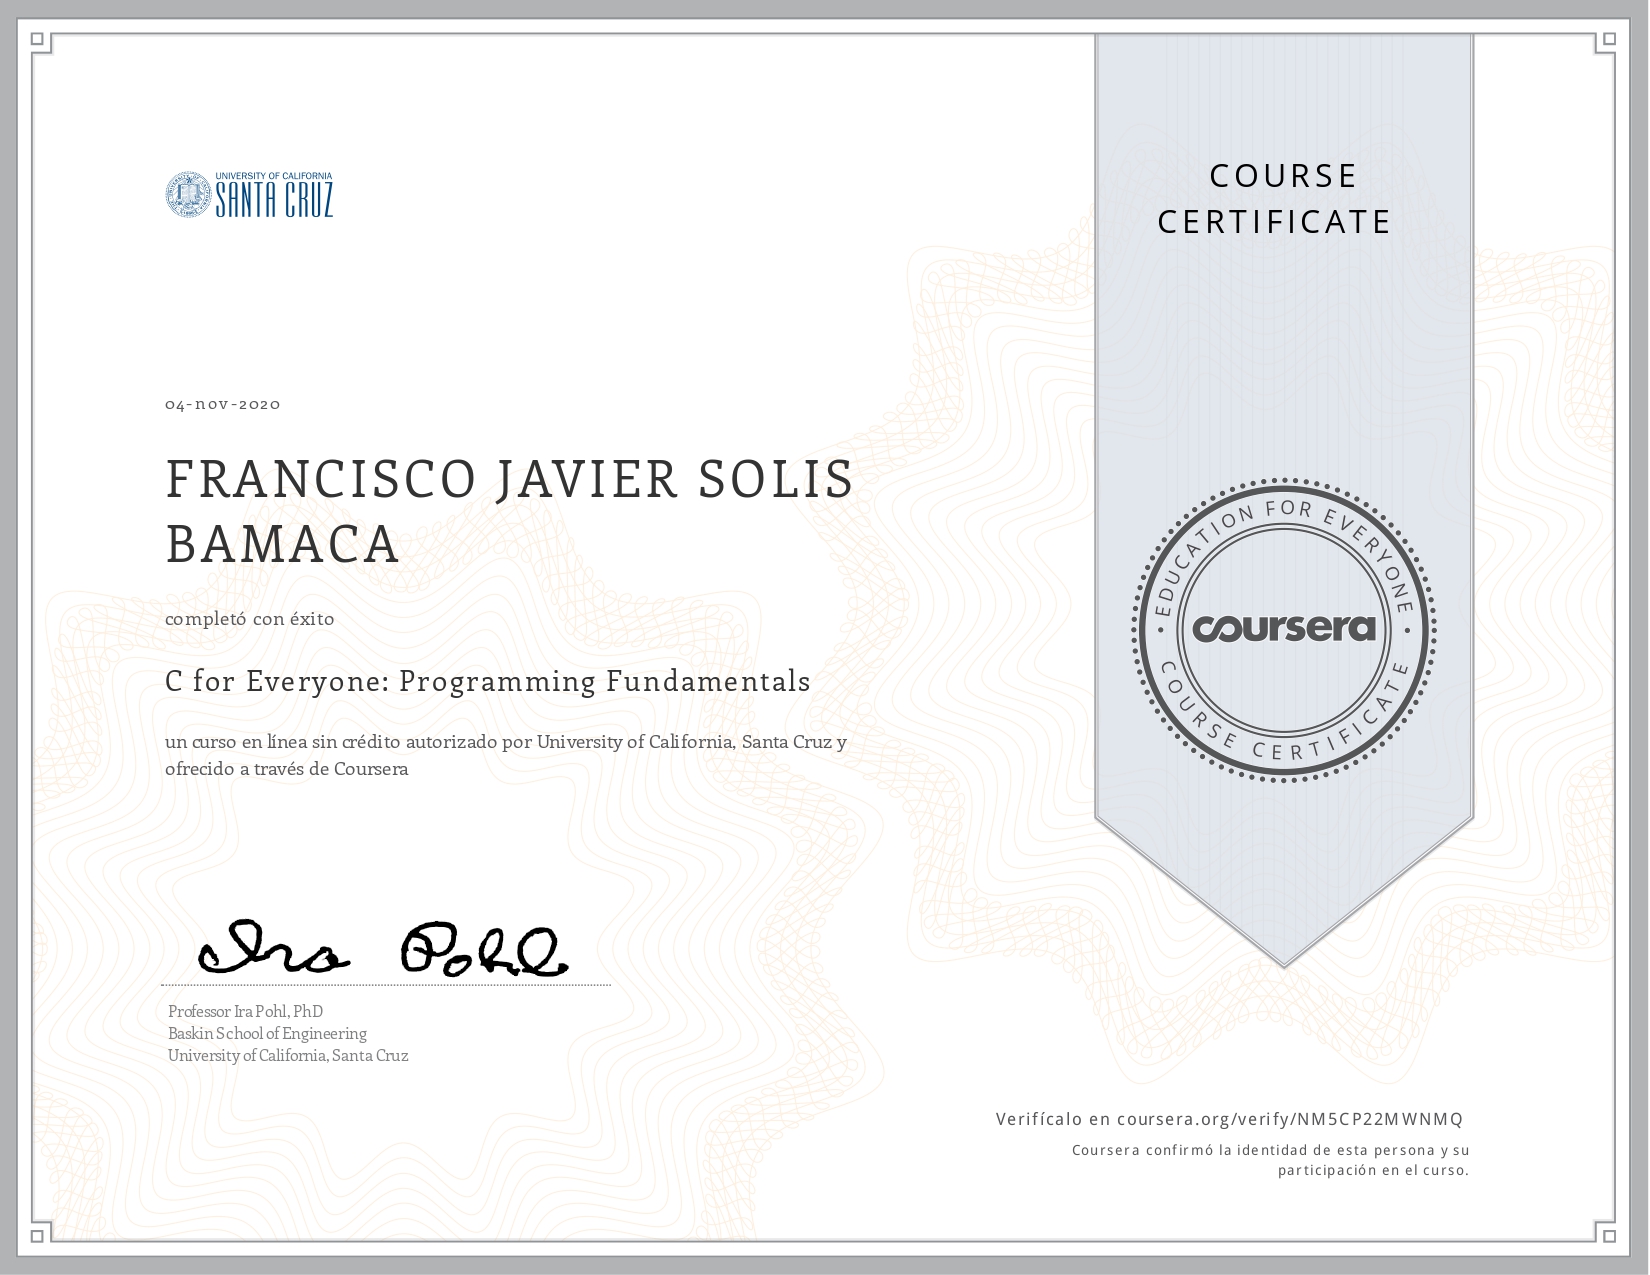 UNIVERSITY OF CALIFORNIA
SANTA CRUZ
COURSE
CERTIFICATE
04-nov-2020
FRANCISCO JAVIER SOLIS
BAMACA
completó con éxito
C for Everyone: Programming Fundamentals
un curso en línea sin crédito autorizado por University of California, Santa Cruz y
ofrecido a través de Coursera
EDUCATION FOR EVERYONE
coursera
COURSE CERTIFICATE
Ira Pohl
Professor Ira Pohl, PhD
Baskin School of Engineering
University of California, Santa Cruz
Verifícalo en coursera.org/verify/NM5CP22MWNMQ
Coursera confirmó la identidad de esta persona y su
participación en el curso.